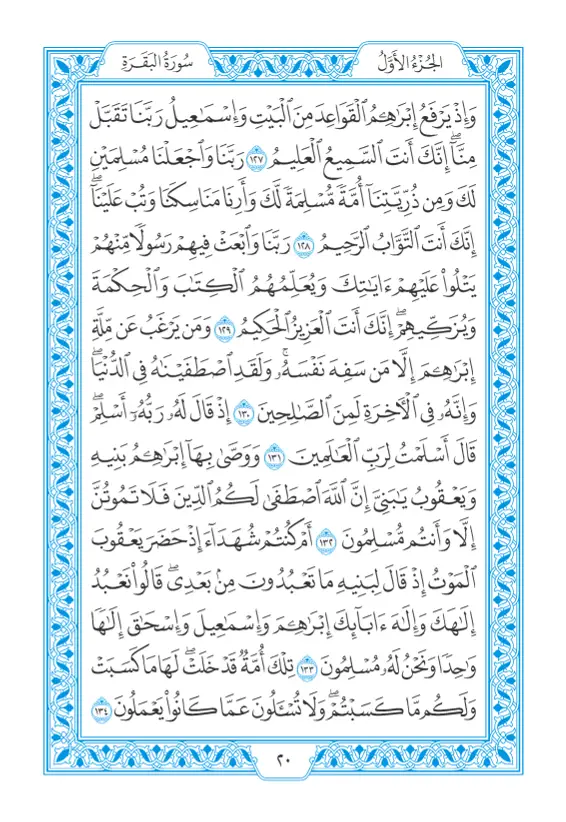 الجُزْءُ الأَوَّلُ
سُورَةُ البَقَرَةِ
وَإِذْ يَرْفَعُ إِبْرَٰهِـۧمُ ٱلْقَوَاعِدَ مِنَ ٱلْبَيْتِ وَإِسْمَـٰعِيلُ رَبَّنَا تَقَبَّلْ
مِنَّآ ۖ إِنَّكَ أَنتَ ٱلسَّمِيعُ ٱلْعَلِيمُ ١٢٧ رَبَّنَا وَٱجْعَلْنَا مُسْلِمَيْنِ
لَكَ وَمِن ذُرِّيَّتِنَآ أُمَّةً مُّسْلِمَةً لَّكَ وَأَرِنَا مَنَاسِكَنَا وَتُبْ عَلَيْنَآ ۖ
إِنَّكَ أَنتَ ٱلتَّوَّابُ ٱلرَّحِيمُ ١٢٨ رَبَّنَا وَٱبْعَثْ فِيهِمْ رَسُولًا مِّنْهُمْ
يَتْلُوا۟ عَلَيْهِمْ ءَايَـٰتِكَ وَيُعَلِّمُهُمُ ٱلْكِتَـٰبَ وَٱلْحِكْمَةَ
وَيُزَكِّيهِمْ ۚ إِنَّكَ أَنتَ ٱلْعَزِيزُ ٱلْحَكِيمُ ١٢٩ وَمَن يَرْغَبُ عَن مِّلَّةِ
إِبْرَٰهِـۧمَ إِلَّا مَن سَفِهَ نَفْسَهُۥ ۚ وَلَقَدِ ٱصْطَفَيْنَـٰهُ فِى ٱلدُّنْيَا ۖ
وَإِنَّهُۥ فِى ٱلْـَٔاخِرَةِ لَمِنَ ٱلصَّـٰلِحِينَ ١٣٠ إِذْ قَالَ لَهُۥ رَبُّهُۥٓ أَسْلِمْ ۖ
قَالَ أَسْلَمْتُ لِرَبِّ ٱلْعَـٰلَمِينَ ١٣١ وَوَصَّىٰ بِهَآ إِبْرَٰهِـۧمُ بَنِيهِ
وَيَعْقُوبُ يَـٰبَنِىَّ إِنَّ ٱللَّهَ ٱصْطَفَىٰ لَكُمُ ٱلدِّينَ فَلَا تَمُوتُنَّ
إِلَّا وَأَنتُم مُّسْلِمُونَ ١٣٢ أَمْ كُنتُمْ شُهَدَآءَ إِذْ حَضَرَ يَعْقُوبَ
ٱلْمَوْتُ إِذْ قَالَ لِبَنِيهِ مَا تَعْبُدُونَ مِنۢ بَعْدِى ۖ قَالُوا۟ نَعْبُدُ
إِلَـٰهَكَ وَإِلَـٰهَ ءَابَآئِكَ إِبْرَٰهِـۧمَ وَإِسْمَـٰعِيلَ وَإِسْحَـٰقَ إِلَـٰهًا
وَٰحِدًا وَنَحْنُ لَهُۥ مُسْلِمُونَ ١٣٣ تِلْكَ أُمَّةٌ قَدْ خَلَتْ ۖ لَهَا مَا كَسَبَتْ
وَلَكُم مَّا كَسَبْتُمْ ۖ وَلَا تُسْـَٔلُونَ عَمَّا كَانُوا۟ يَعْمَلُونَ ١٣٤
٢٠